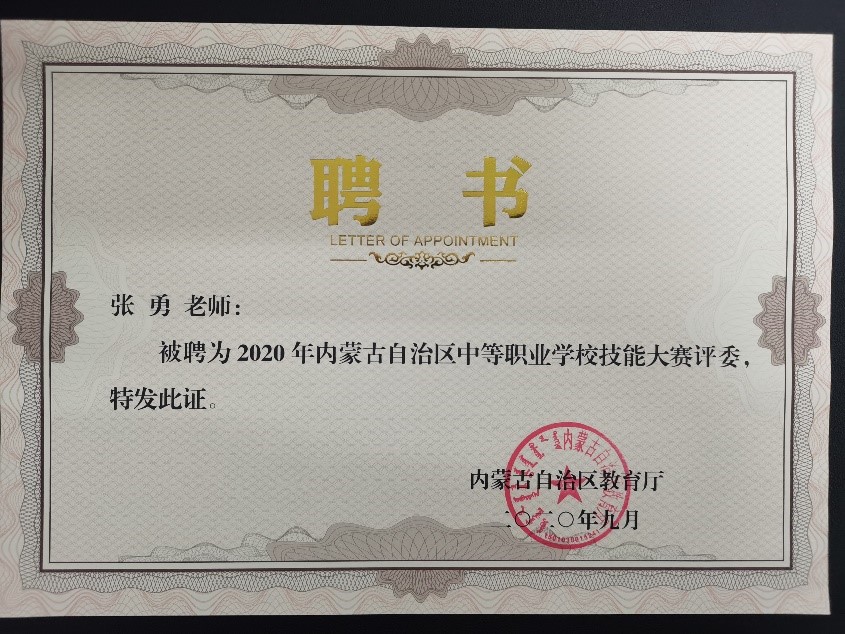 聘 书
LETTER OF APPOINTMENT
张 勇 老师：
被聘为2020年内蒙古自治区中等职业学校技能大赛评委，
特发此证。
内蒙古自治区教育厅
二〇二〇年九月